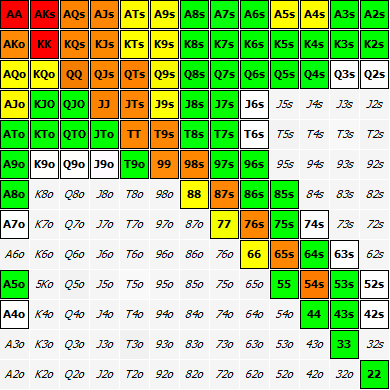 AA AKs AQs AJs ATs A9s A8s A7s A6s A5s A4s A3s A2s
AKo KK KQs KJs KTs K9s K8s K7s K6s K5s K4s K3s K2s
AQo KQo QQ QJs QTs Q9s Q8s Q7s Q6s Q5s Q4s Q3s Q2s
AJo KJO QJO JJ JTs J9s J8s J7s J6s J5s J4s J3s J2s
ATo KTo QTO JTo TT T9s T8s T7s T6s T5s T4s T3s T2s
A9o K9o Q9o J9o T9o 99 98s 97s 96s 95s 94s 93s 92s
A8o K8o Q8o J8o T8o 98o 88 87s 86s 85s 84s 83s 82s
A7o K7o Q7o J7o T7o 97o 87o 77 76s 75s 74s 73s 72s
A6o K6o Q6o J6o T6o 96o 86o 76o 66 65s 64s 63s 62s
A5o 5Ko Q5o J5o T5o 95o 85o 75o 65o 55 54s 53s 52s
A4o K4o Q4o J4o T4o 94o 84o 74o 64o 54o 44 43s 42s
A3o K3o Q3o J3o T3o 93o 83o 73o 63o 53o 43o 33 32s
A2o K2o Q2o J2o T2o 92o 82o 72o 62o 52o 42o 32o 22